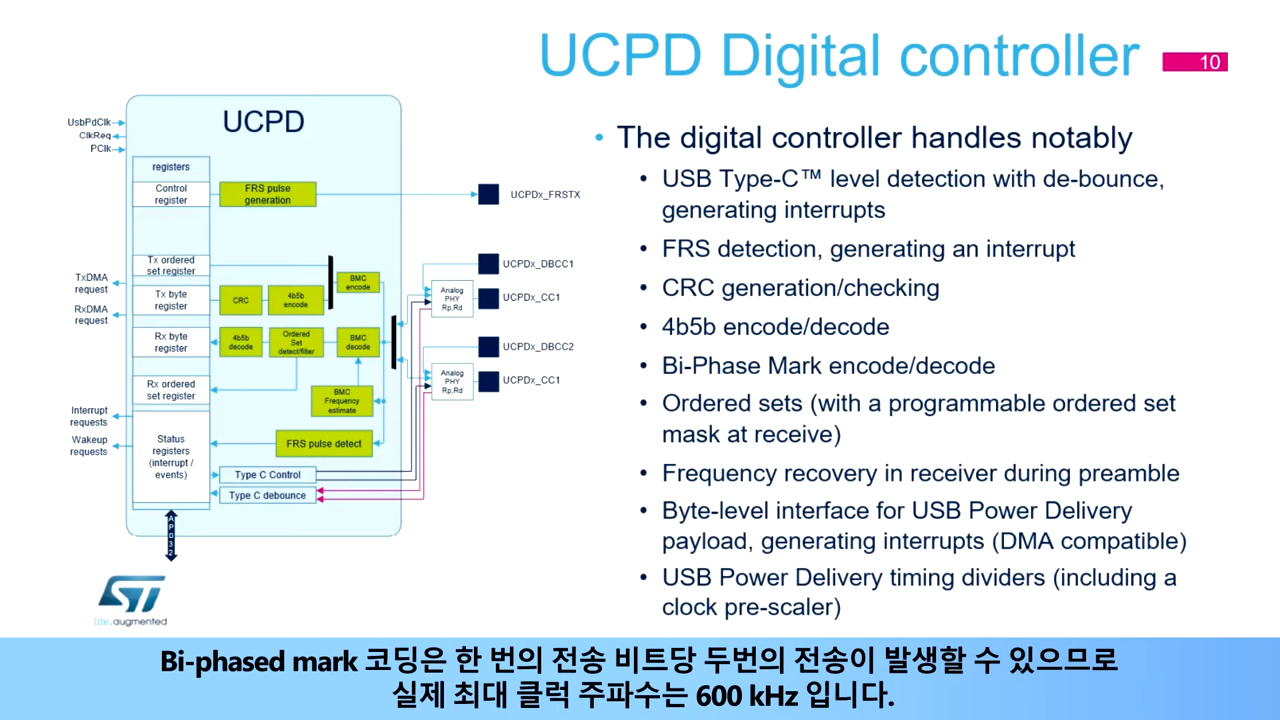 UCPD Digital controller
10
UCPD
UsbPdClk
ClkReq
PClk
registers
Control
register
FRS pulse
generation
UCPDx_FRSTX
Tx ordered
set register
BMC
encode
UCPDx_DBCC1
TxDMA
request
Tx byte
register
CRC
4b5b
encode
Analog
PHY
Rp,Rd
UCPDx_CC1
RxDMA
request
Rx byte
register
4b5b
decode
Ordered
Set
detect/filter
BMC
decode
UCPDx_DBCC2
Analog
PHY
Rp,Rd
UCPDx_CC1
Rx ordered
set register
BMC
Frequency
estimate
Interrupt
requests
Wakeup
requests
Status
registers
(interrupt /
events)
FRS pulse detect
Type C Control
Type C debounce
APB32
ST
life.augmented
• The digital controller handles notably
• USB Type-C™ level detection with de-bounce,
generating interrupts
• FRS detection, generating an interrupt
• CRC generation/checking
• 4b5b encode/decode
• Bi-Phase Mark encode/decode
• Ordered sets (with a programmable ordered set
mask at receive)
• Frequency recovery in receiver during preamble
• Byte-level interface for USB Power Delivery
payload, generating interrupts (DMA compatible)
• USB Power Delivery timing dividers (including a
clock pre-scaler)
Bi-phased mark 코딩은 한 번의 전송 비트당 두번의 전송이 발생할 수 있으므로
실제 최대 클럭 주파수는 600 kHz 입니다.